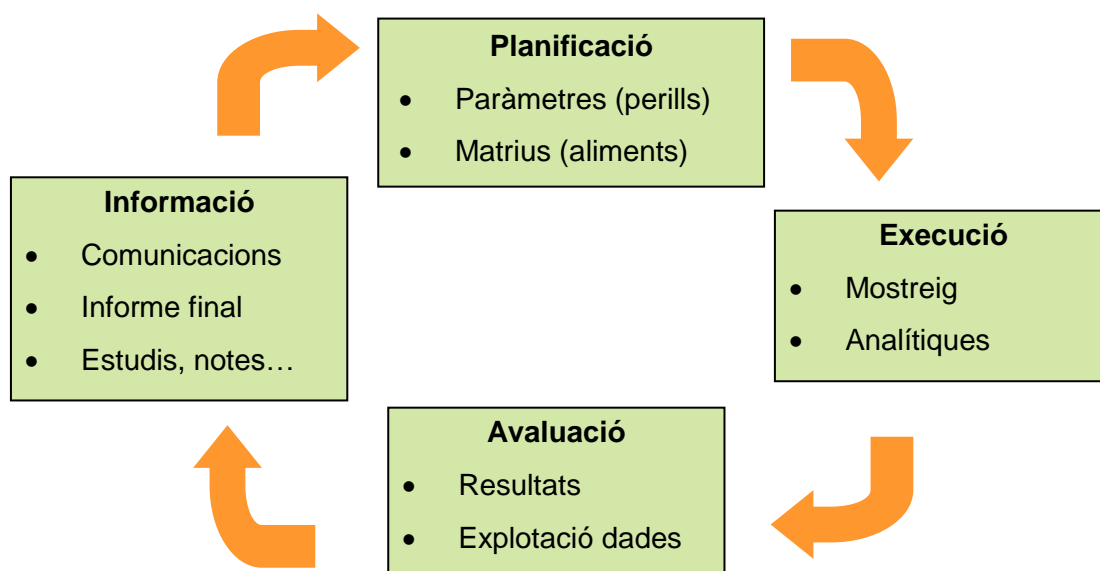 Planificació
• Paràmetres (perills)
• Matrius (aliments)
Execució
• Mostreig
• Analítiques
Avaluació
• Resultats
• Explotació dades
Informació
• Comunicacions
• Informe final
• Estudis, notes…